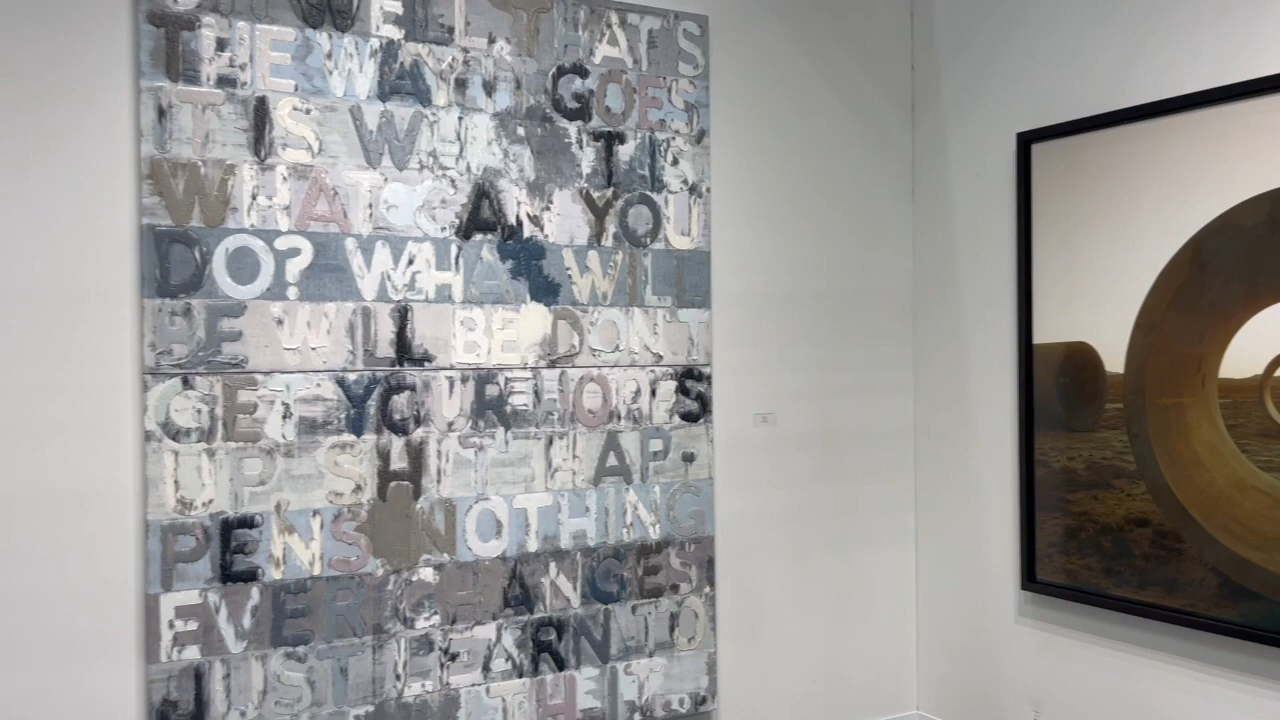 OH WELL, THAT'S
THE WAY IT GOES,
IT IS WHAT IT IS,
WHAT CAN YOU
DO? WHAT WILL
BE WILL BE DON'T
GET YOUR HOPES
UP SHIT HAP-
PENS NOTHING
EVER CHANGES
JUST LEARN TO